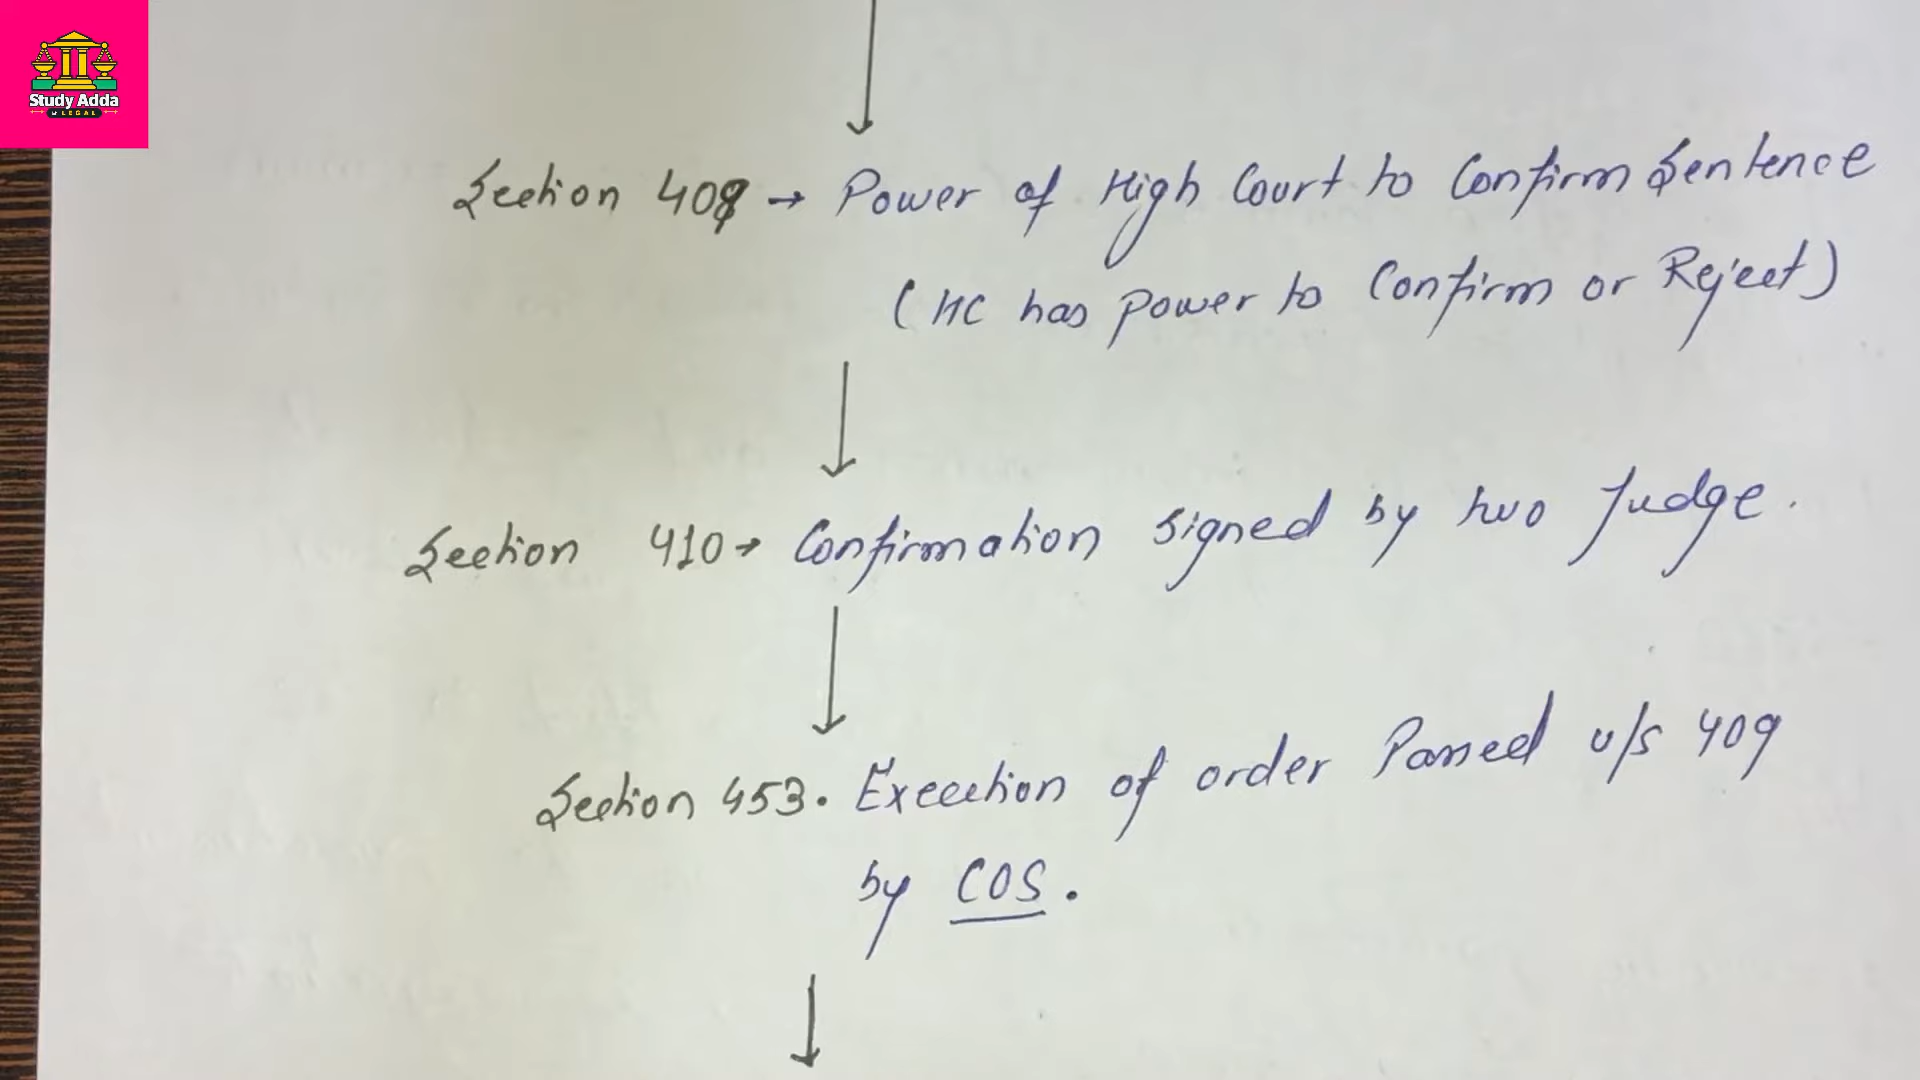 Study Adda
LEGAL
Section 409 → Power of High Court to Confirm Sentence
(HC has power to Confirm or Reject)
Section 410 → Confirmation signed by two Judge.
Section 453. Execution of order Passed u/s 409
by COS.